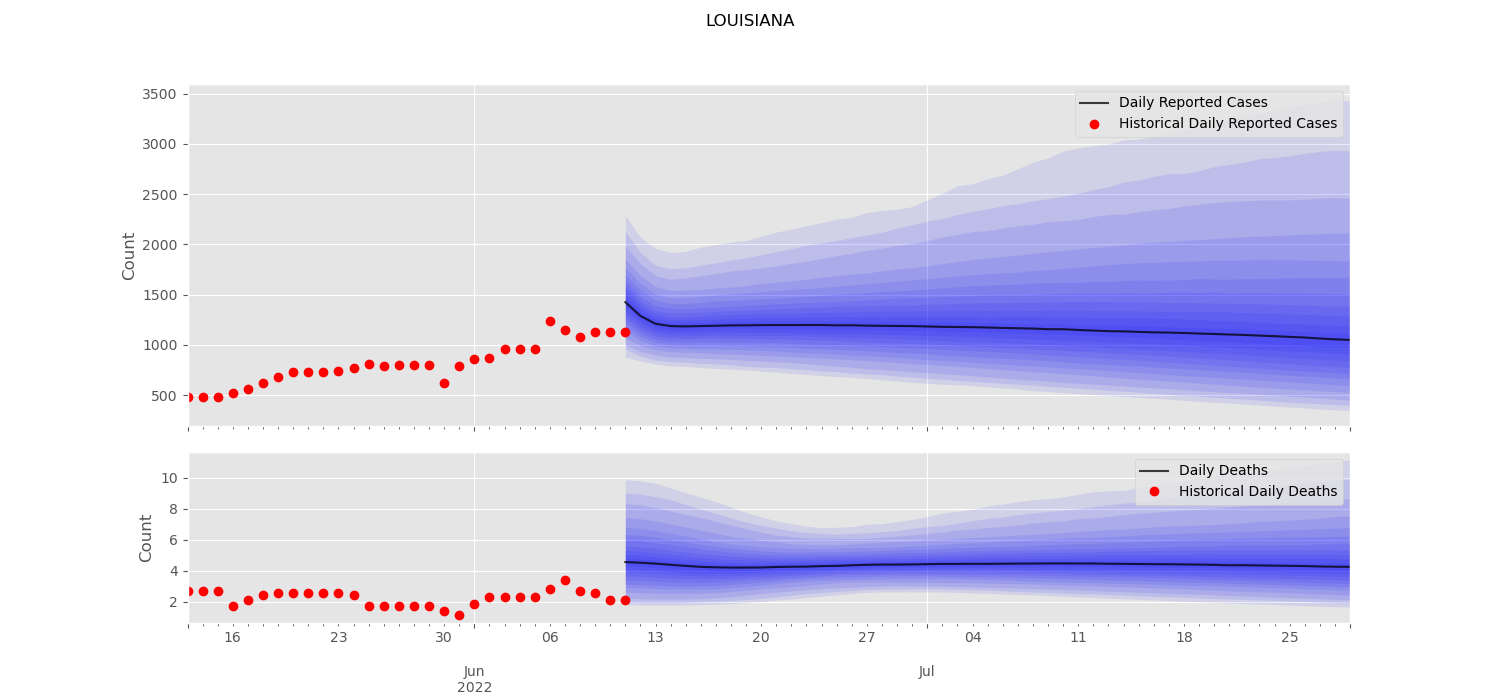 LOUISIANA
3500
3000
2500
2000
1500
1000
500
Count
Daily Reported Cases
Historical Daily Reported Cases
10
8
6
4
2
Count
Daily Deaths
Historical Daily Deaths
16 23 30 06 13 20 27 04 11 18 25
Jun Jul
2022